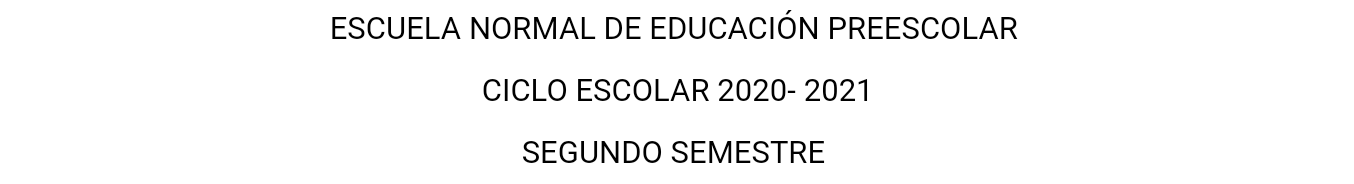 ESCUELA NORMAL DE EDUCACIÓN PREESCOLAR
CICLO ESCOLAR 2020- 2021
SEGUNDO SEMESTRE